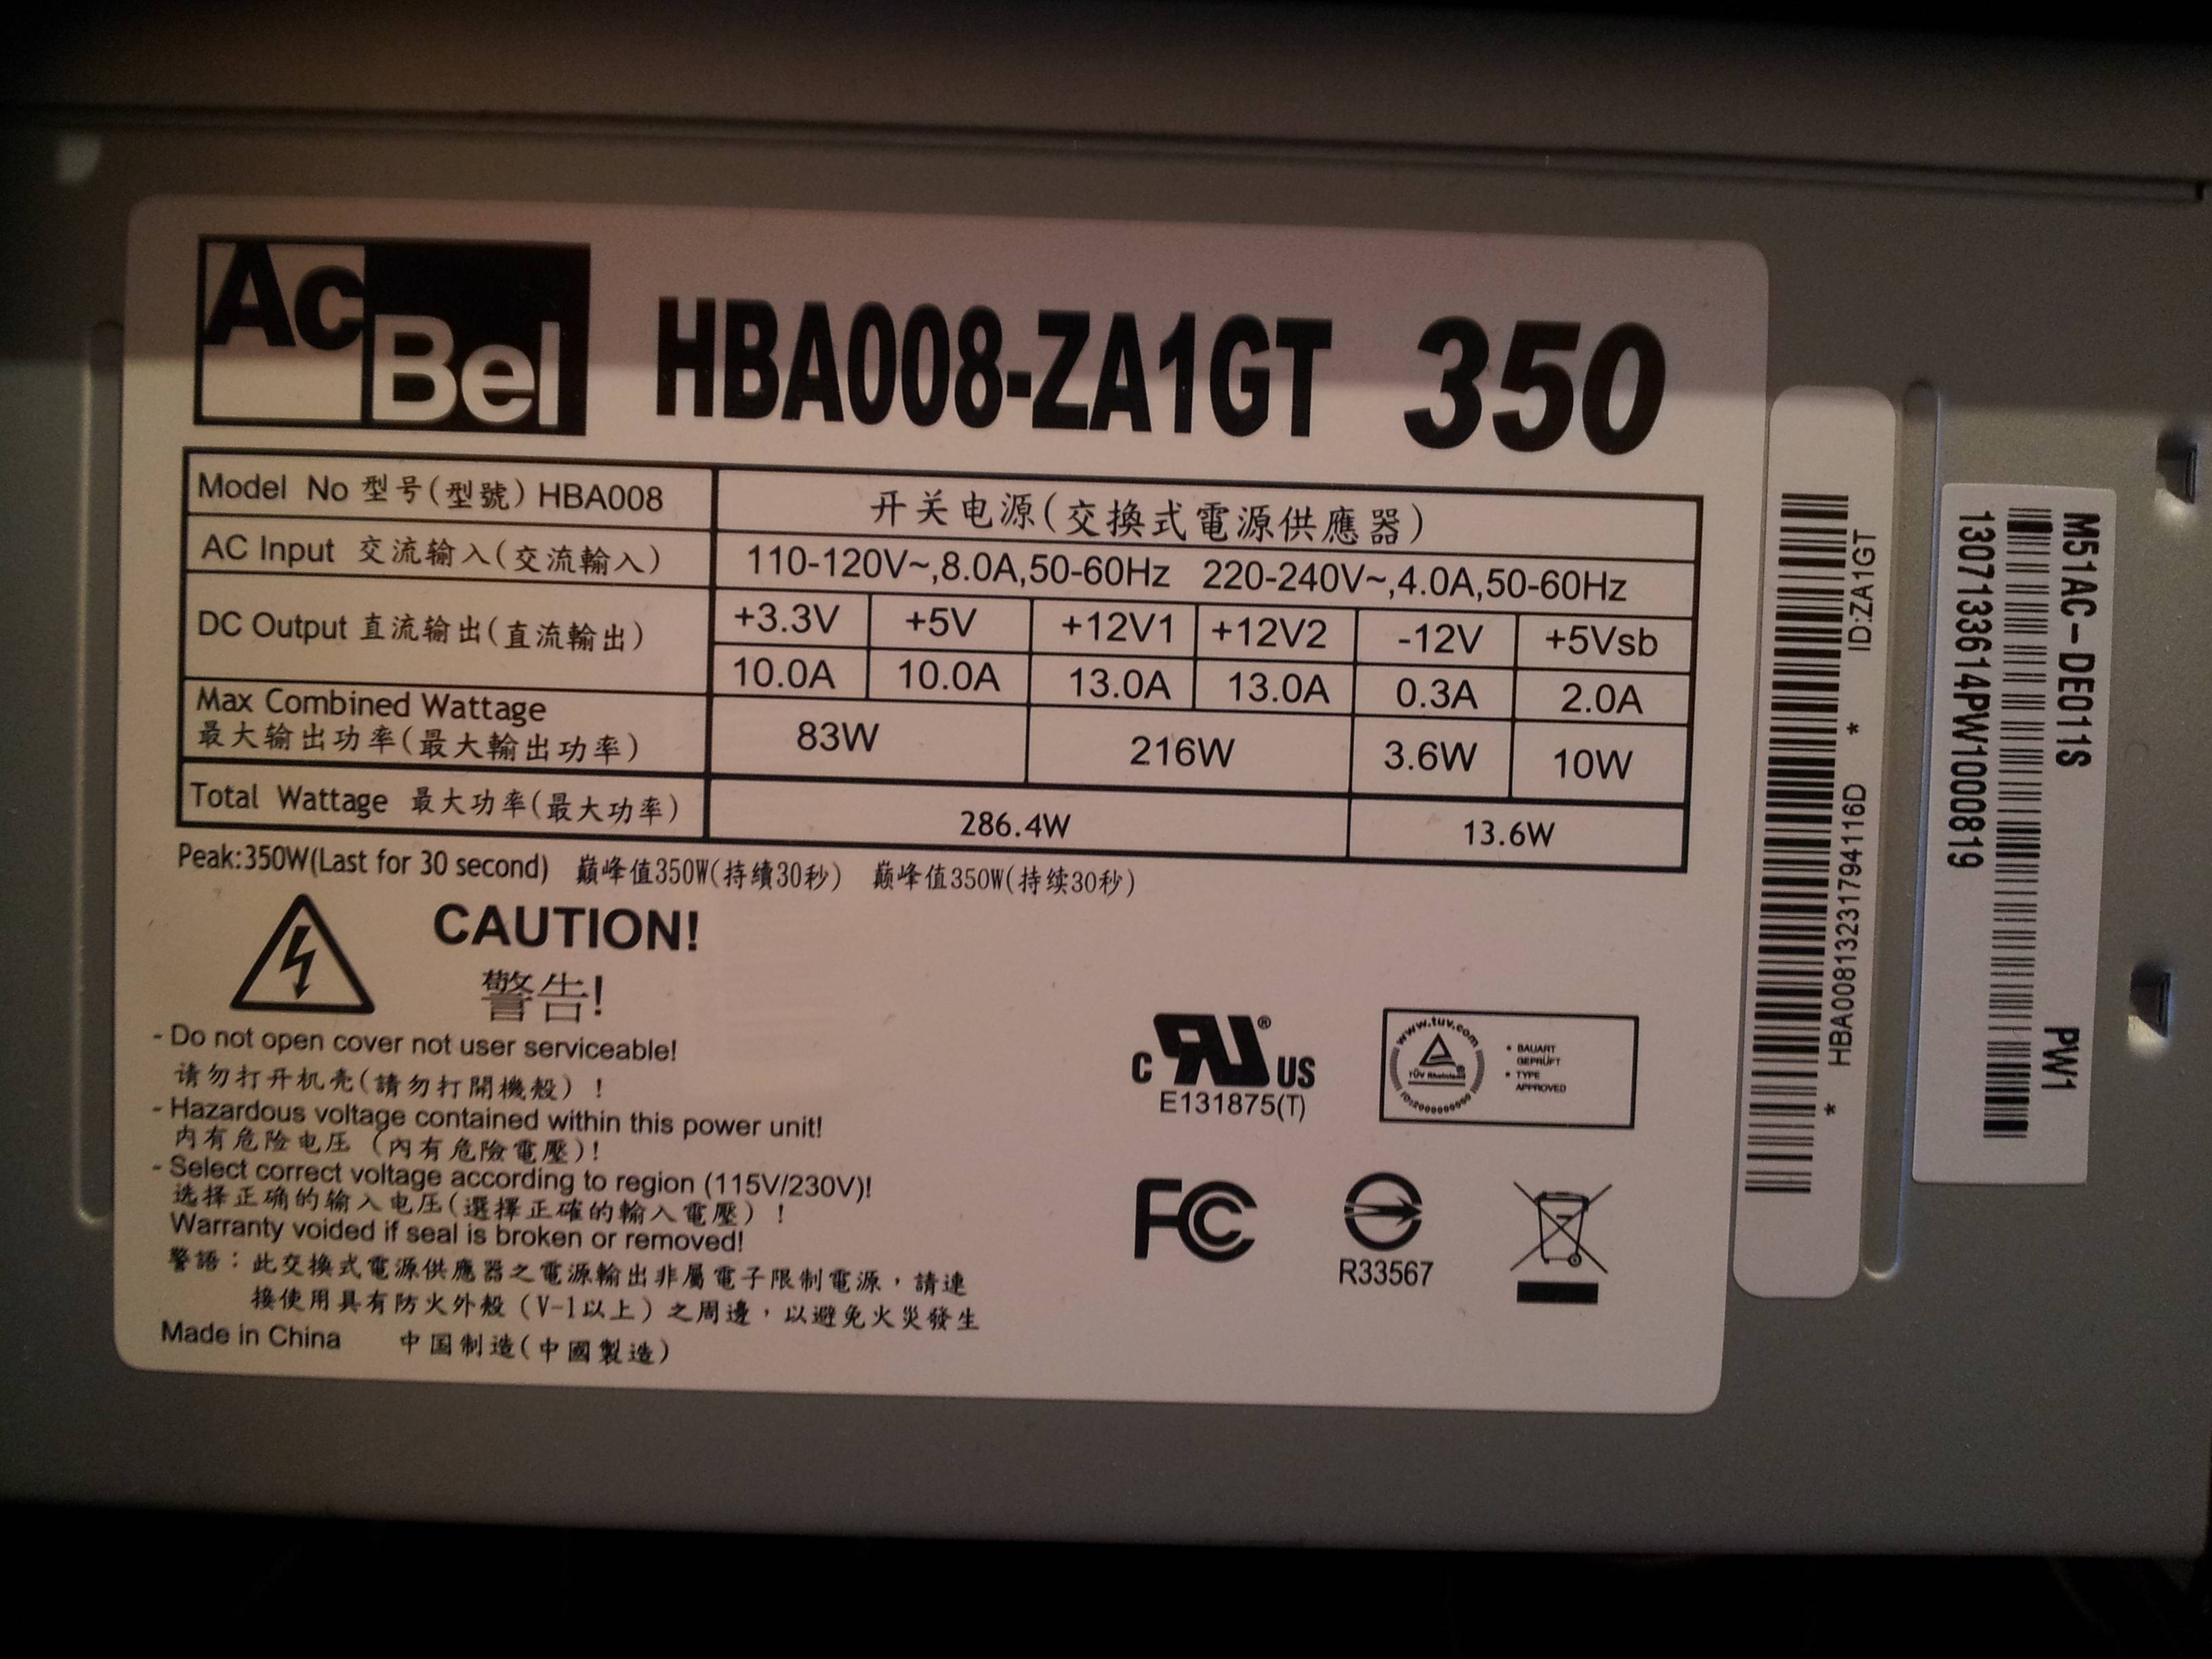 AcBel
HBA008-ZA1GT 350
Model No 型号(型號) HBA008
开关电源(交換式電源供應器)
AC Input 交流输入(交流輸入)
110-120V~,8.0A,50-60Hz 220-240V~,4.0A,50-60Hz
DC Output 直流输出(直流輸出)
+3.3V +5V +12V1 +12V2 -12V +5Vsb
10.0A 10.0A 13.0A 13.0A 0.3A 2.0A
Max Combined Wattage
最大输出功率(最大輸出功率)
83W 216W 3.6W 10W
Total Wattage 最大功率(最大功率)
286.4W 13.6W
Peak:350W(Last for 30 second) 巔峰值350W(持續30秒) 巅峰值350W(持续30秒)
CAUTION!
警告!
- Do not open cover not user serviceable!
请勿打开机壳(請勿打開機殼) !
- Hazardous voltage contained within this power unit!
内有危险电压 (內有危險電壓)!
- Select correct voltage according to region (115V/230V)!
选择正确的输入电压(選擇正確的輸入電壓) !
Warranty voided if seal is broken or removed!
警語：此交換式電源供應器之電源輸出非屬電子限制電源，請連
接使用具有防火外殼 (V-1以上) 之周邊，以避免火災發生
Made in China 中国制造(中國製造)
C RU ® US
E131875(T)
www.tuv.com
TÜV Rheinland
ID:2000000000
• BAUART
GEPRÜFT
• TYPE
APPROVED
FC
R33567
HBA00813231794116D * ID:ZA1GT
*
M51AC-DE011S PW1
1307133614PW1000819